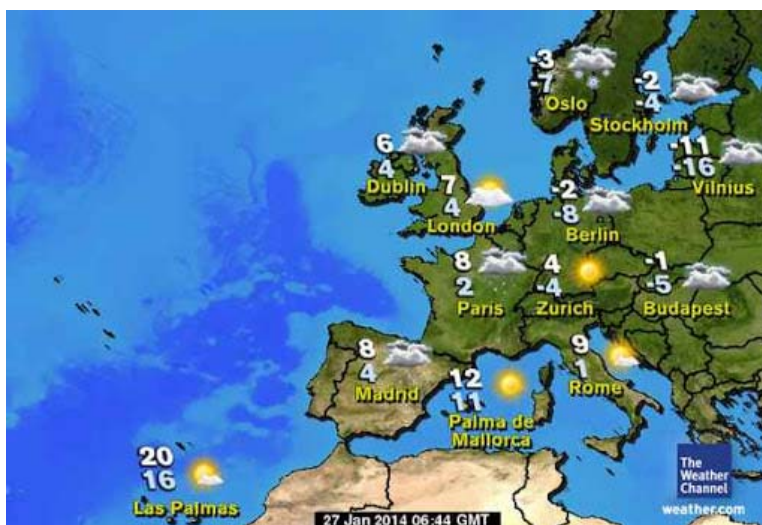 -3
-7
Oslo
-2
-4
Stockholm
6
4
Dublin
-11
-16
Vilnius
7
4
London
-2
-8
Berlin
8
2
Paris
4
-4
Zurich
-1
-5
Budapest
8
4
Madrid
12
11
Palma de
Mallorca
9
1
Rome
20
16
Las Palmas
The
Weather
Channel
weather.com
27 Jan 2014 06:44 GMT